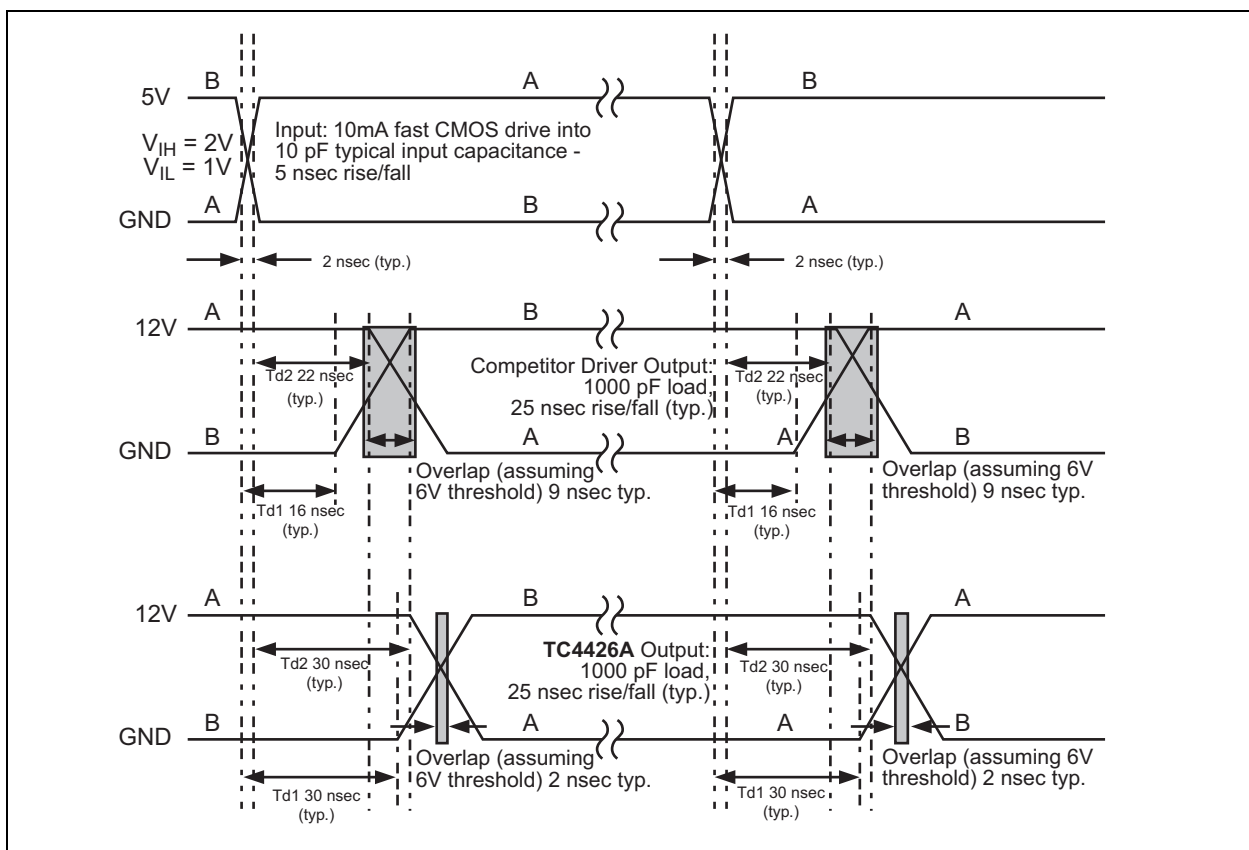 B A B
5V
V_IH = 2V
V_IL = 1V
Input: 10mA fast CMOS drive into
10 pF typical input capacitance -
5 nsec rise/fall
A B A
GND
2 nsec (typ.) 2 nsec (typ.)
A B A
12V
Td2 22 nsec
(typ.)
Competitor Driver Output:
1000 pF load,
25 nsec rise/fall (typ.)
Td2 22 nsec
(typ.)
B A A B
GND
Overlap (assuming
6V threshold) 9 nsec typ.
Overlap (assuming 6V
threshold) 9 nsec typ.
Td1 16 nsec
(typ.)
Td1 16 nsec
(typ.)
A B A
12V
Td2 30 nsec
(typ.)
TC4426A Output:
1000 pF load,
25 nsec rise/fall (typ.)
Td2 30 nsec
(typ.)
B A A B
GND
Overlap (assuming
6V threshold) 2 nsec typ.
Overlap (assuming 6V
threshold) 2 nsec typ.
Td1 30 nsec
(typ.)
Td1 30 nsec
(typ.)